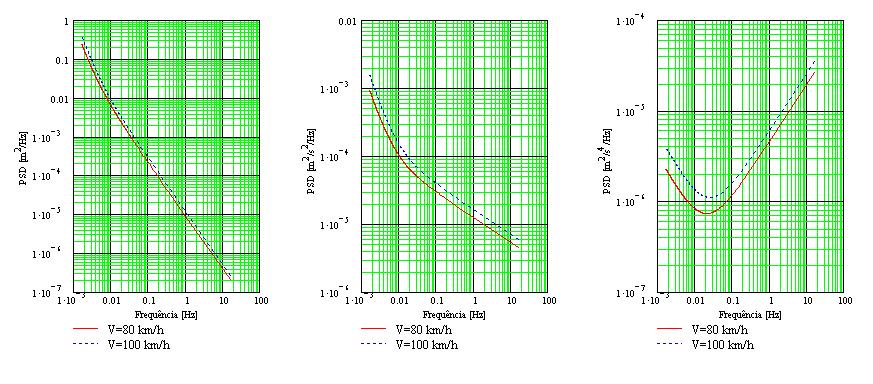 1
0.1
0.01
1·10⁻³
1·10⁻⁴
1·10⁻⁵
1·10⁻⁶
1·10⁻⁷
PSD [m²/Hz]
1·10⁻³ 0.01 0.1 1 10 100
Frequência [Hz]
V=80 km/h
V=100 km/h
0.01
1·10⁻³
1·10⁻⁴
1·10⁻⁵
1·10⁻⁶
PSD [m²/s²/Hz]
1·10⁻³ 0.01 0.1 1 10 100
Frequência [Hz]
V=80 km/h
V=100 km/h
1·10⁻⁴
1·10⁻⁵
1·10⁻⁶
1·10⁻⁷
PSD [m²/s⁴/Hz]
1·10⁻³ 0.01 0.1 1 10 100
Frequência [Hz]
V=80 km/h
V=100 km/h